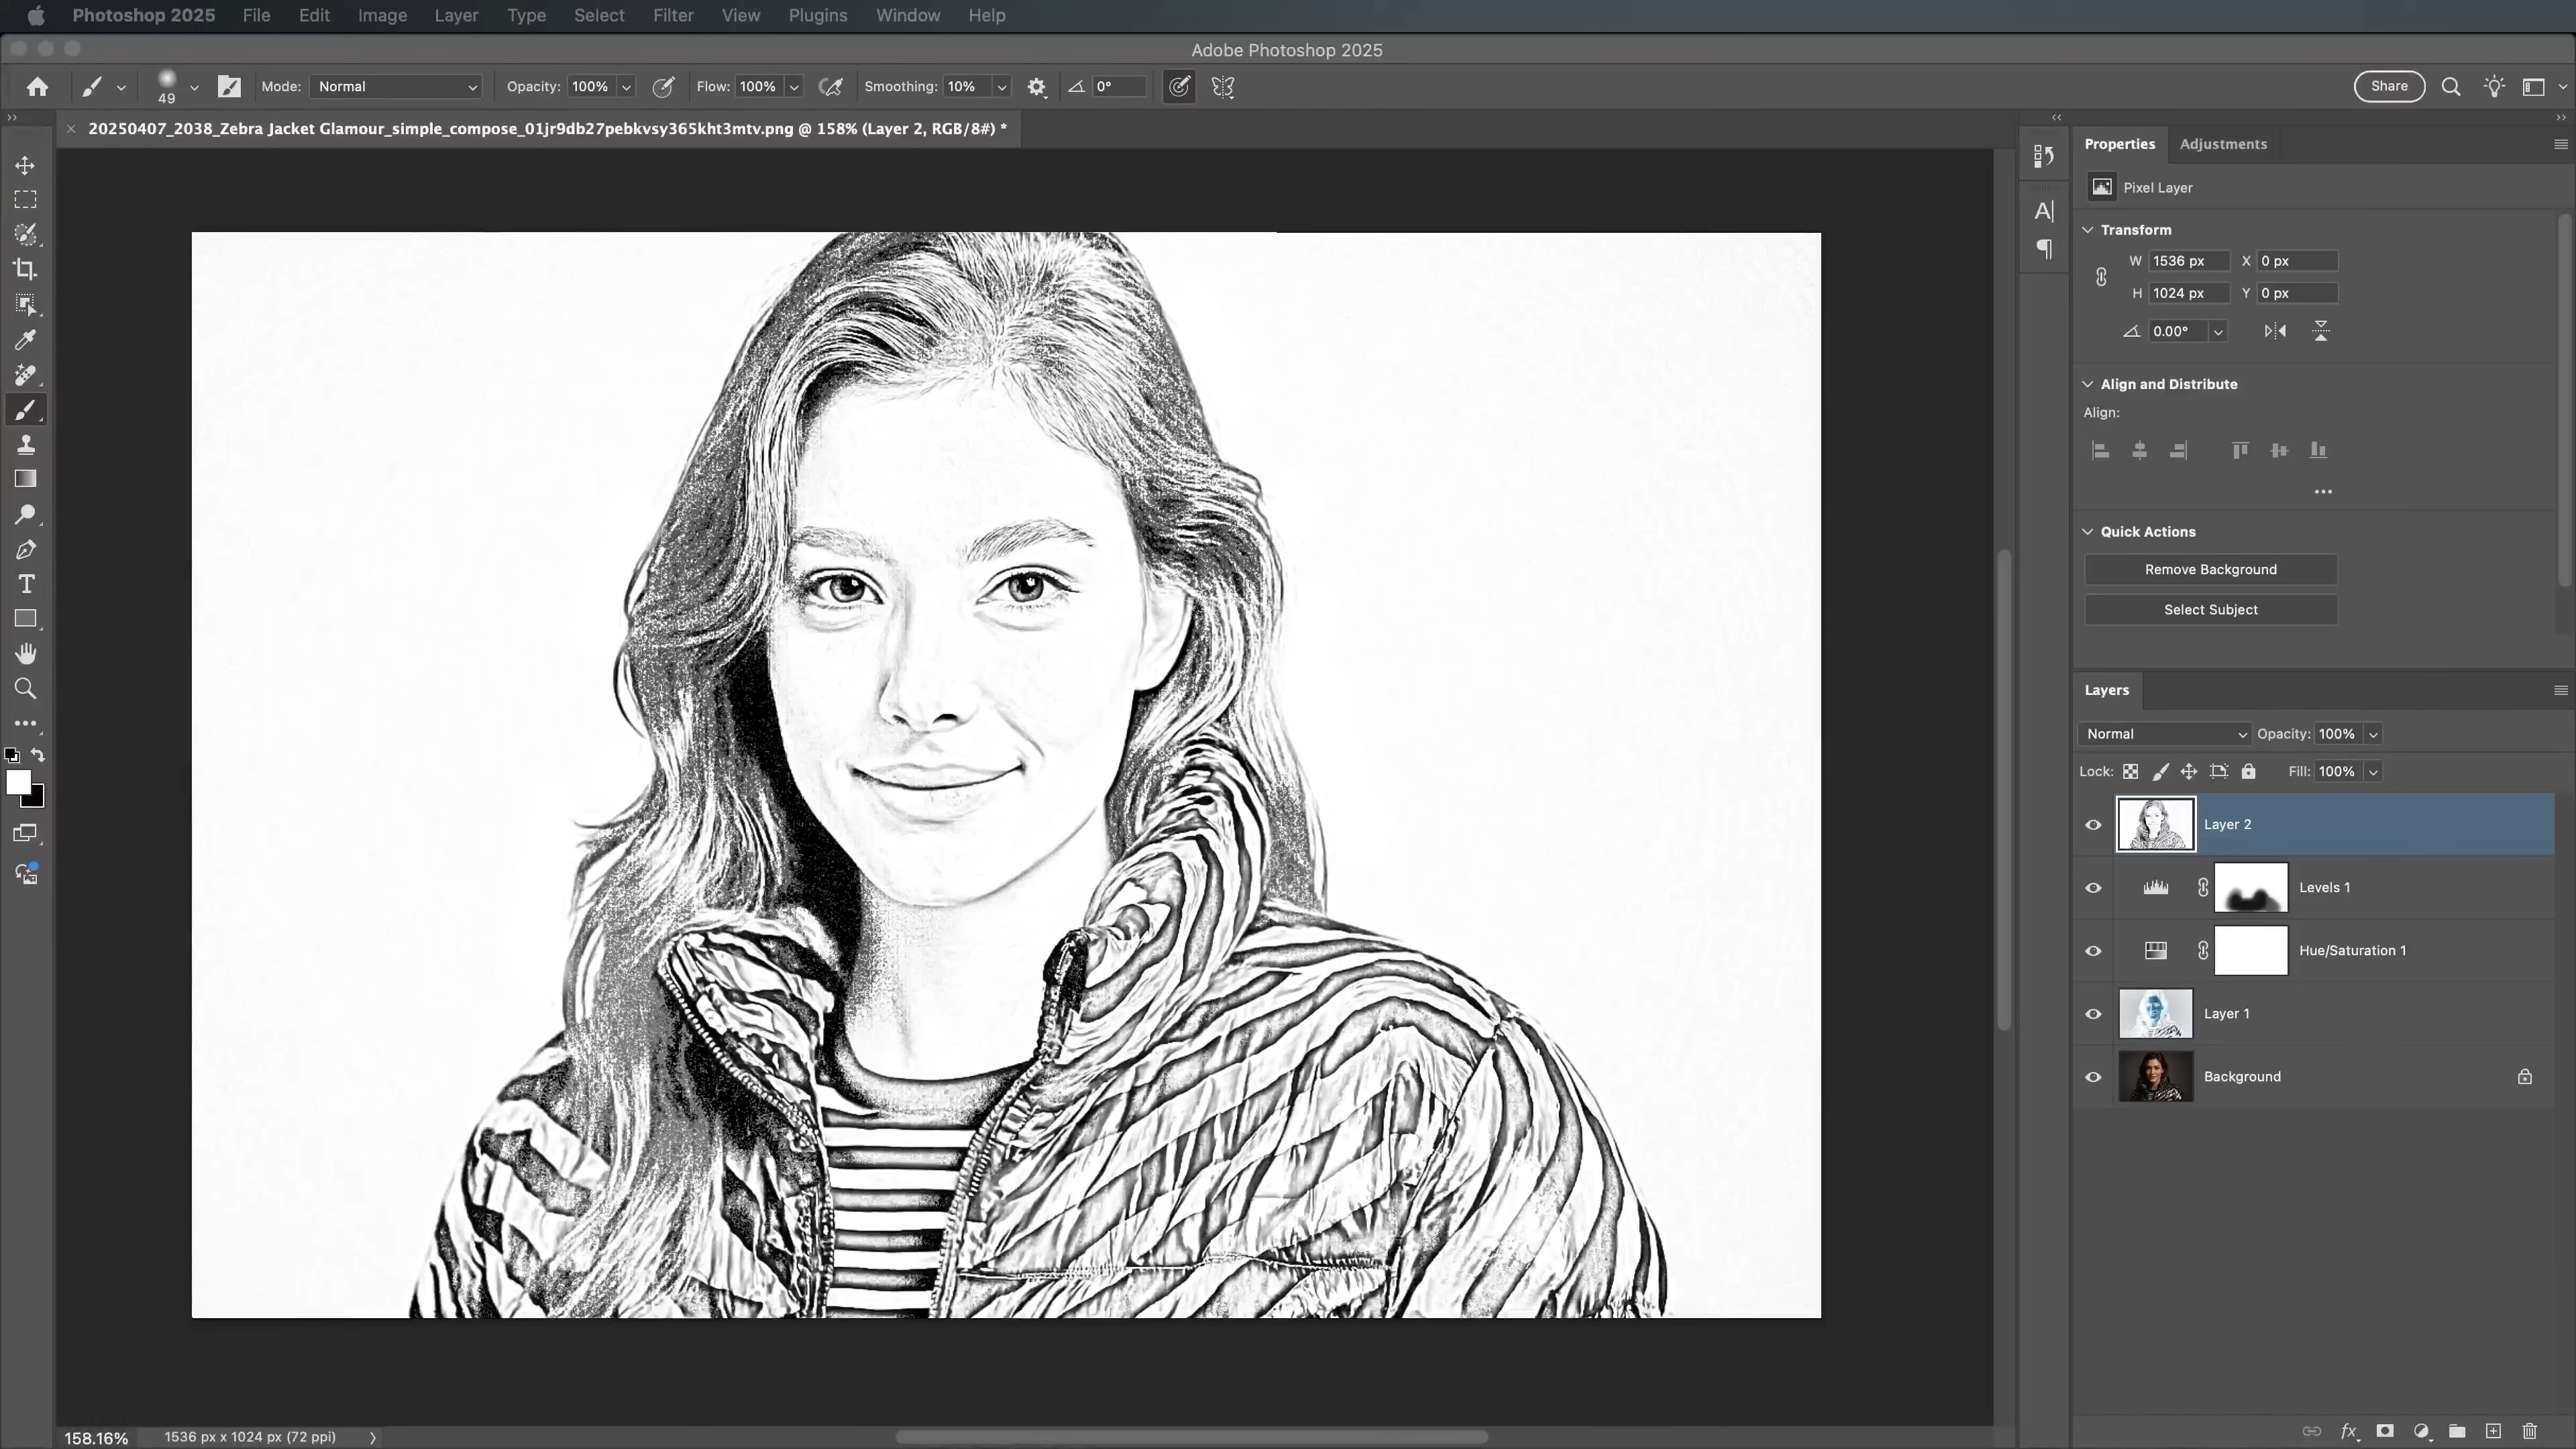 Photoshop 2025 File Edit Image Layer Type Select Filter View Plugins Window Help
Adobe Photoshop 2025
49 Mode: Normal Opacity: 100% Flow: 100% Smoothing: 10% 0° Share
20250407_2038_Zebra Jacket Glamour_simple_compose_01jr9db27pebkvsy365kht3mtv.png @ 158% (Layer 2, RGB/8#) *
Properties Adjustments
Pixel Layer
Transform
W 1536 px X 0 px
H 1024 px Y 0 px
0.00°
Align and Distribute
Align:
Quick Actions
Remove Background
Select Subject
Layers
Normal Opacity: 100%
Lock: Fill: 100%
Layer 2
Levels 1
Hue/Saturation 1
Layer 1
Background
fx
158.16% 1536 px x 1024 px (72 ppi)